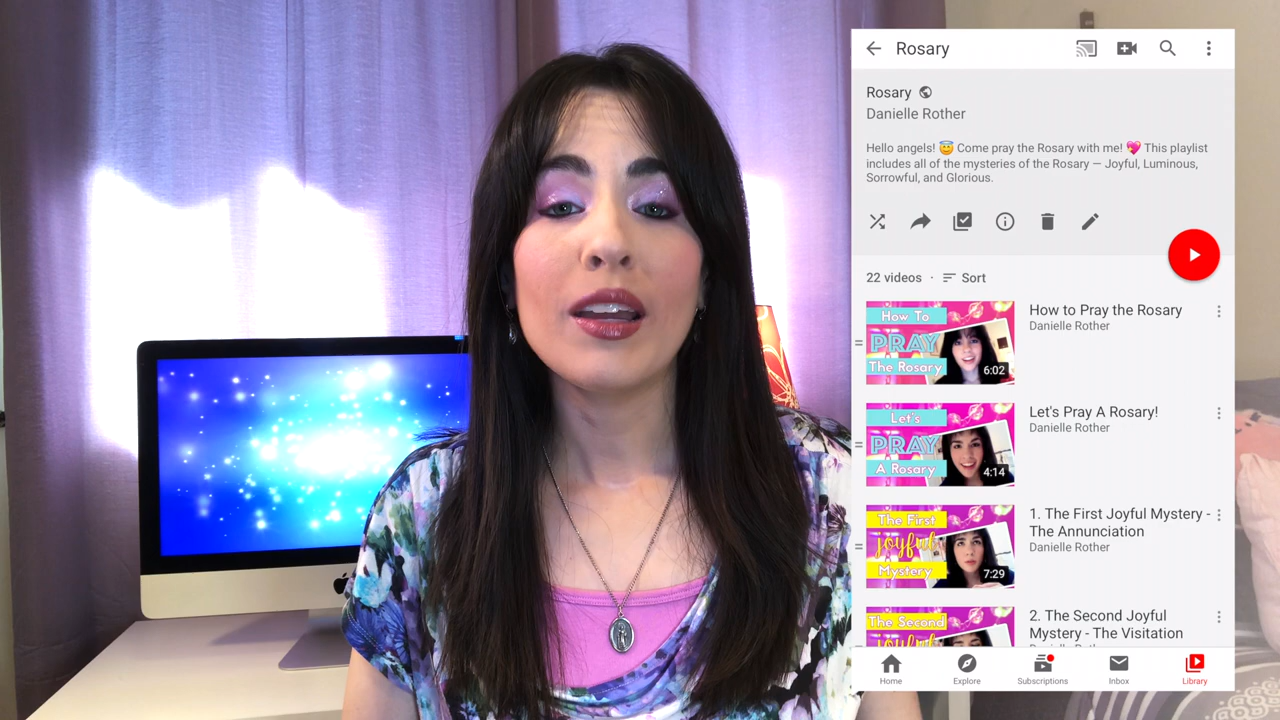 Rosary
Rosary
Danielle Rother
Hello angels! 😇 Come pray the Rosary with me! 💖 This playlist
includes all of the mysteries of the Rosary — Joyful, Luminous,
Sorrowful, and Glorious.
22 videos · Sort
How To
PRAY
The Rosary
6:02
How to Pray the Rosary
Danielle Rother
Let's
PRAY
A Rosary
4:14
Let's Pray A Rosary!
Danielle Rother
The First
Joyful
Mystery
7:29
1. The First Joyful Mystery -
The Annunciation
Danielle Rother
The Second
Joyful
2. The Second Joyful
Mystery - The Visitation
Home
Explore
Subscriptions
Inbox
Library